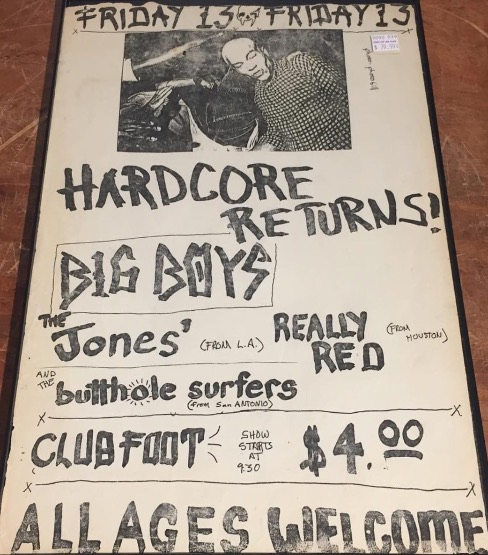 FRIDAY 13 FRIDAY 13
HARDCORE
RETURNS!
BIG BOYS
THE
Jones' (FROM L.A.)
REALLY
RED
(FROM
HOUSTON)
AND
THE
butthole surfers
(from San ANTONIO)
CLUBFOOT
SHOW
STARTS
AT
9:30
$4.00
ALL AGES WELCOME